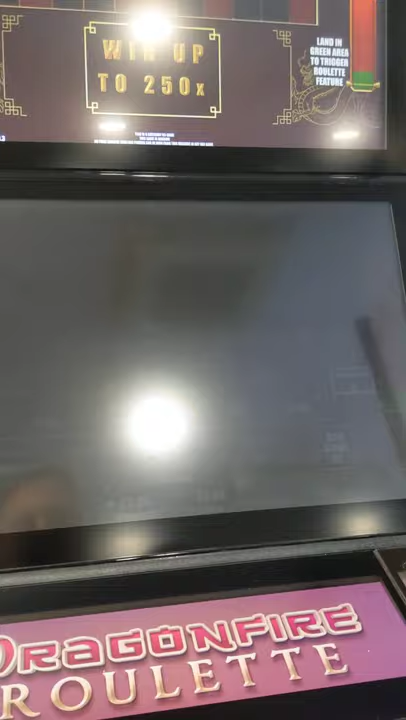 WIN UP
TO 250x
LAND IN
GREEN AREA
TO TRIGGER
ROULETTE
FEATURE
DRAGONFIRE
ROULETTE